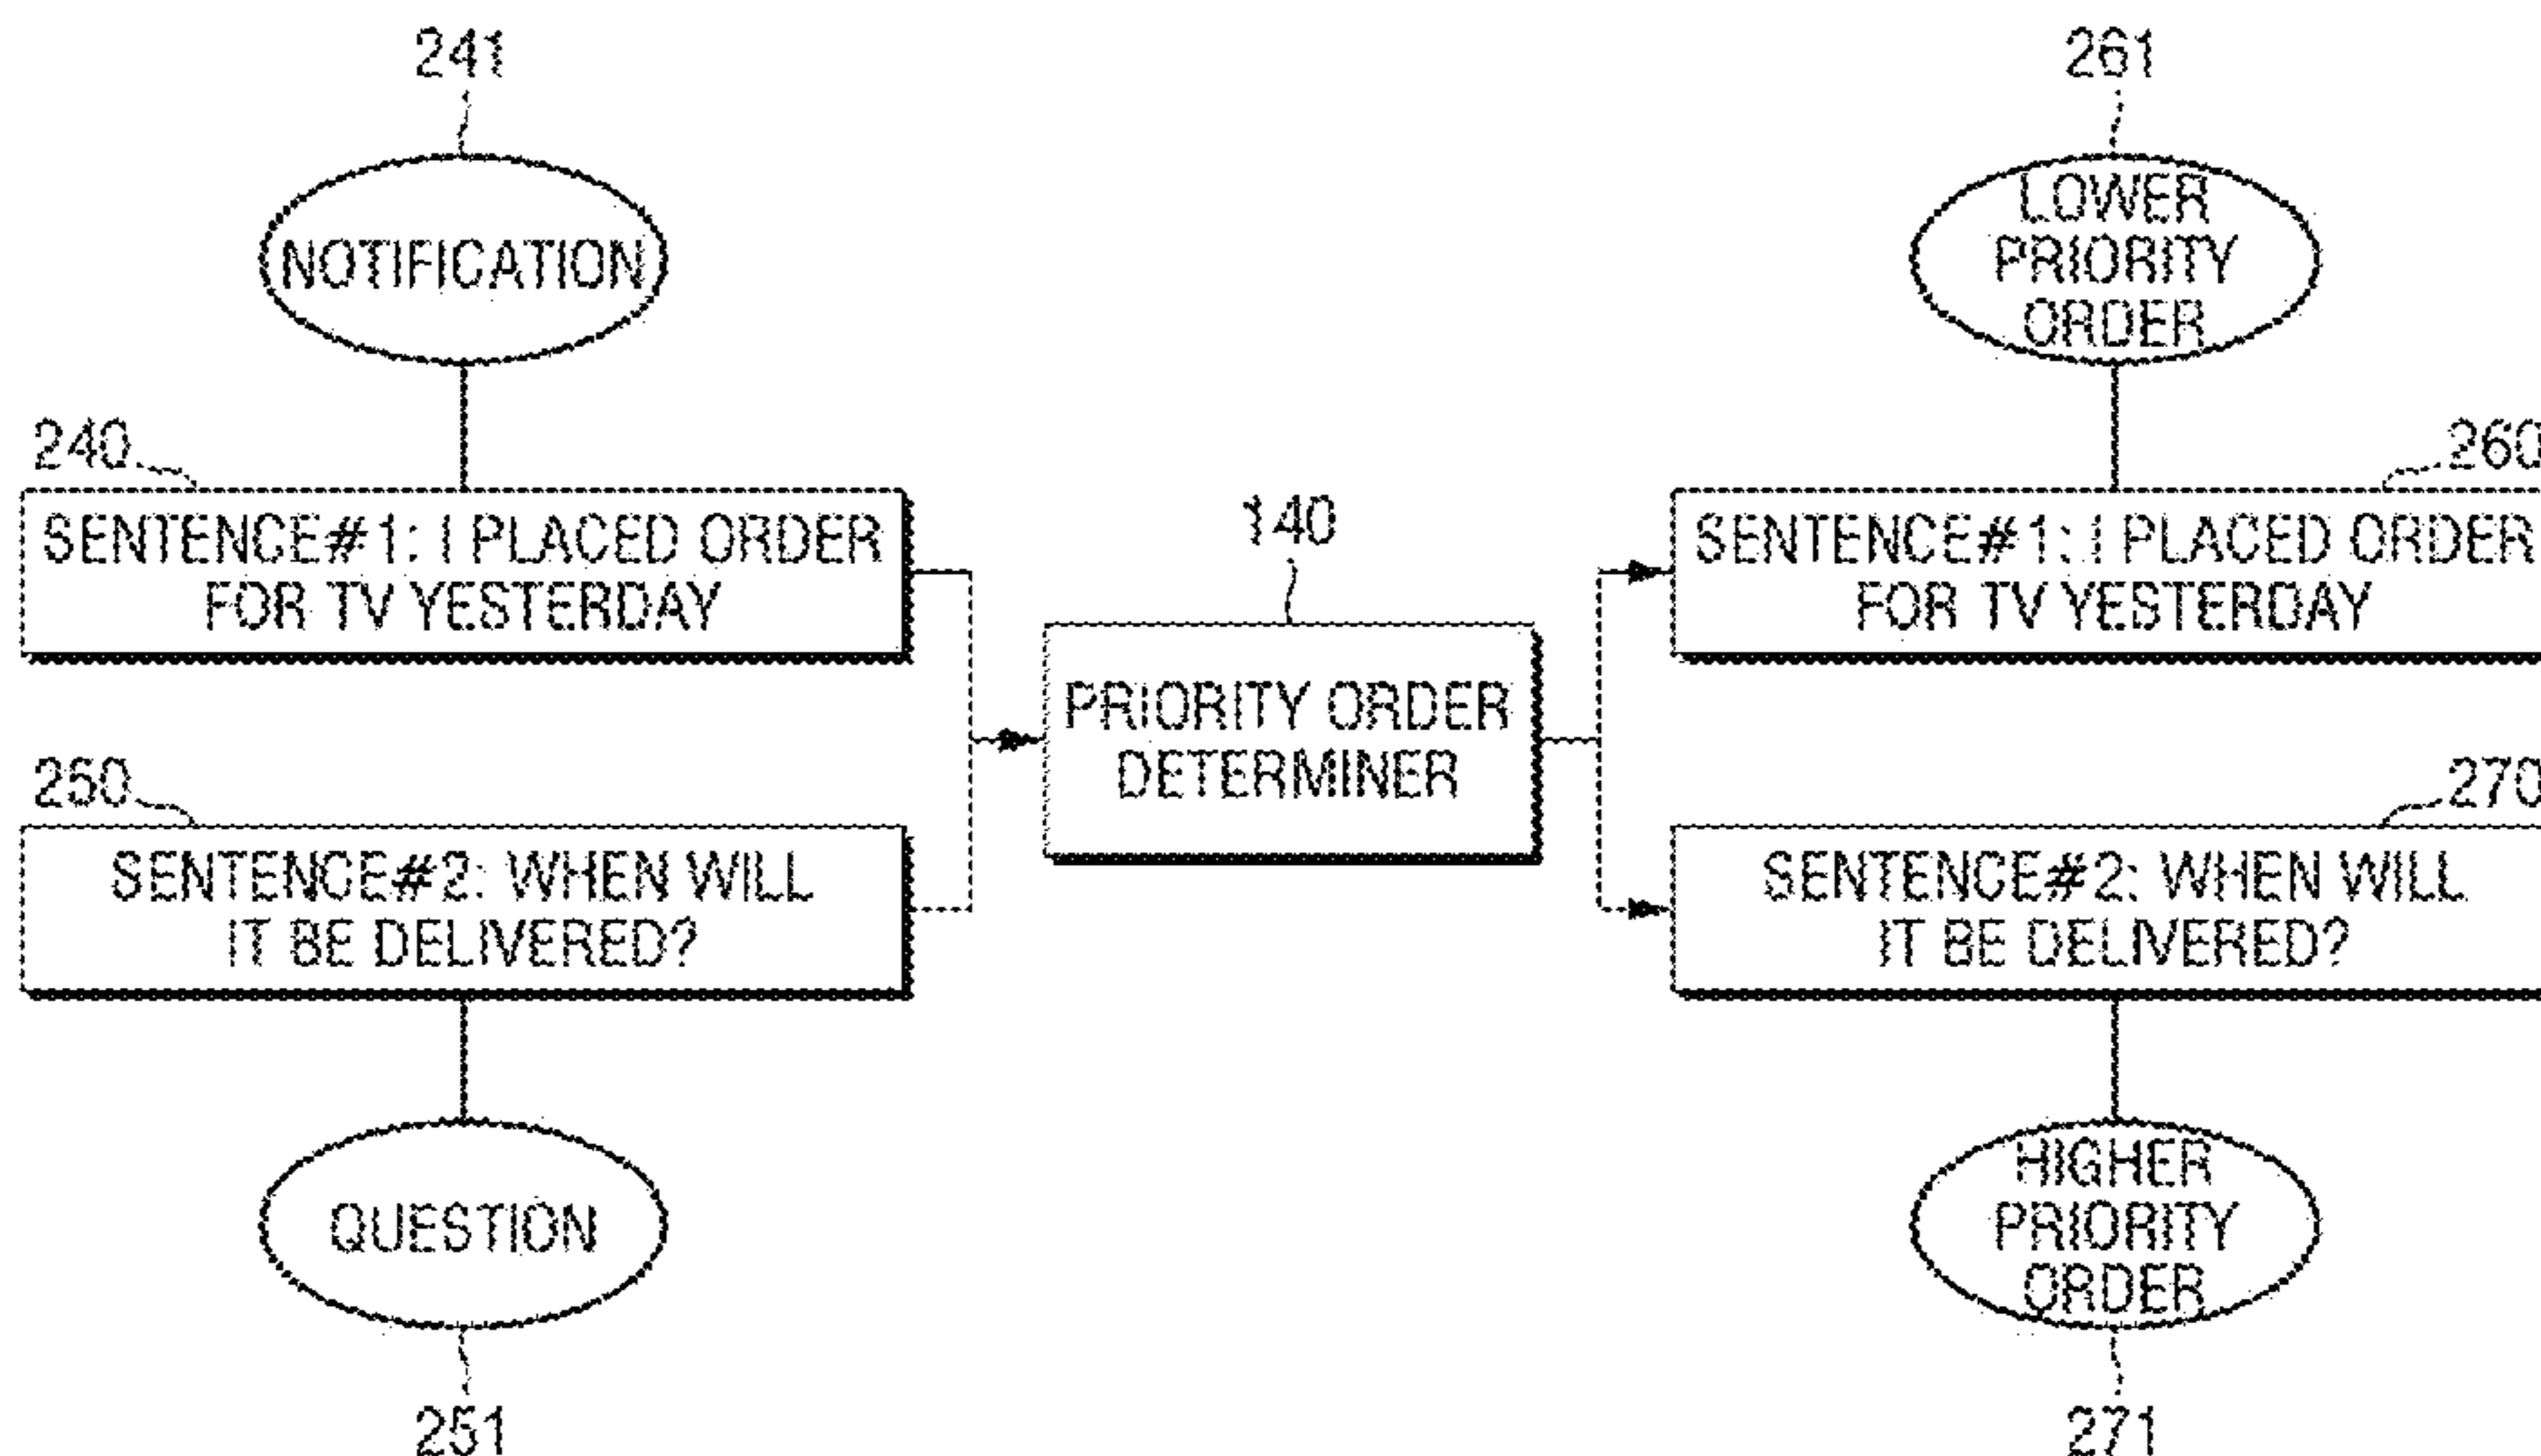 241
261
NOTIFICATION
LOWER
PRIORITY
ORDER
240
260
SENTENCE#1: I PLACED ORDER
FOR TV YESTERDAY
140
SENTENCE#1: I PLACED ORDER
FOR TV YESTERDAY
PRIORITY ORDER
DETERMINER
250
270
SENTENCE#2: WHEN WILL
IT BE DELIVERED?
SENTENCE#2: WHEN WILL
IT BE DELIVERED?
QUESTION
HIGHER
PRIORITY
ORDER
251
271